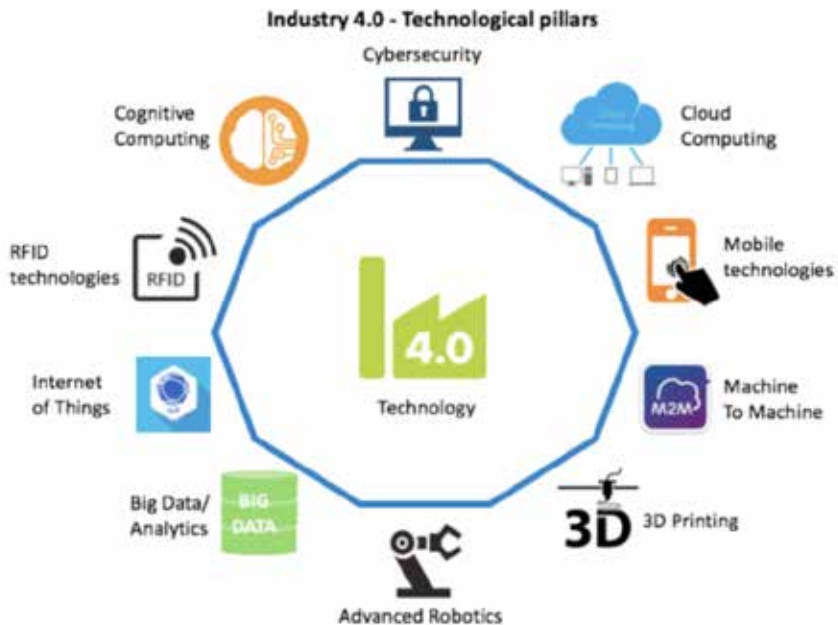 Industry 4.0 - Technological pillars
Cybersecurity
Cognitive
Computing
Cloud
Computing
RFID
technologies
RFID
Mobile
technologies
4.0
Technology
Internet
of Things
M2M
Machine
To Machine
Big Data/
Analytics
BIG
DATA
3D
3D Printing
Advanced Robotics